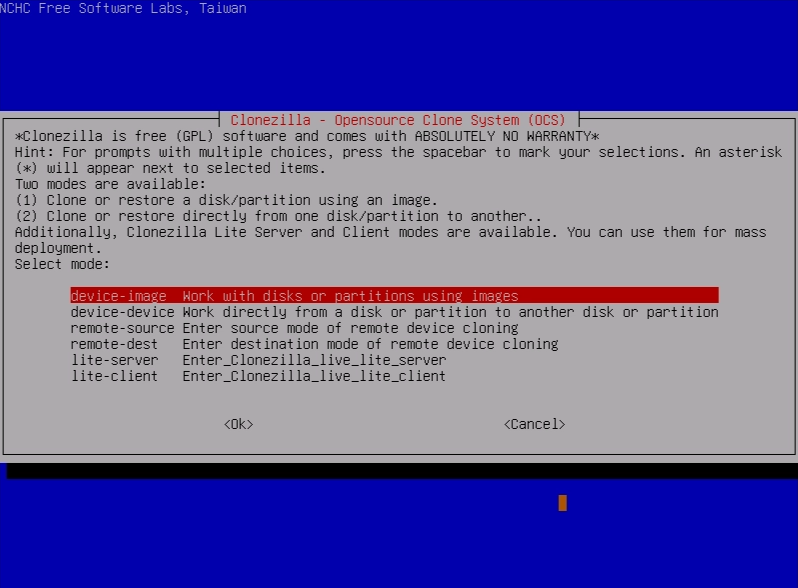 NCHC Free Software Labs, Taiwan
Clonezilla - Opensource Clone System (OCS)
*Clonezilla is free (GPL) software and comes with ABSOLUTELY NO WARRANTY*
Hint: For prompts with multiple choices, press the spacebar to mark your selections. An asterisk
(*) will appear next to selected items.
Two modes are available:
(1) Clone or restore a disk/partition using an image.
(2) Clone or restore directly from one disk/partition to another..
Additionally, Clonezilla Lite Server and Client modes are available. You can use them for mass
deployment.
Select mode:
device-image Work with disks or partitions using images
device-device Work directly from a disk or partition to another disk or partition
remote-source Enter source mode of remote device cloning
remote-dest Enter destination mode of remote device cloning
lite-server Enter_Clonezilla_live_lite_server
lite-client Enter_Clonezilla_live_lite_client
<Ok> <Cancel>